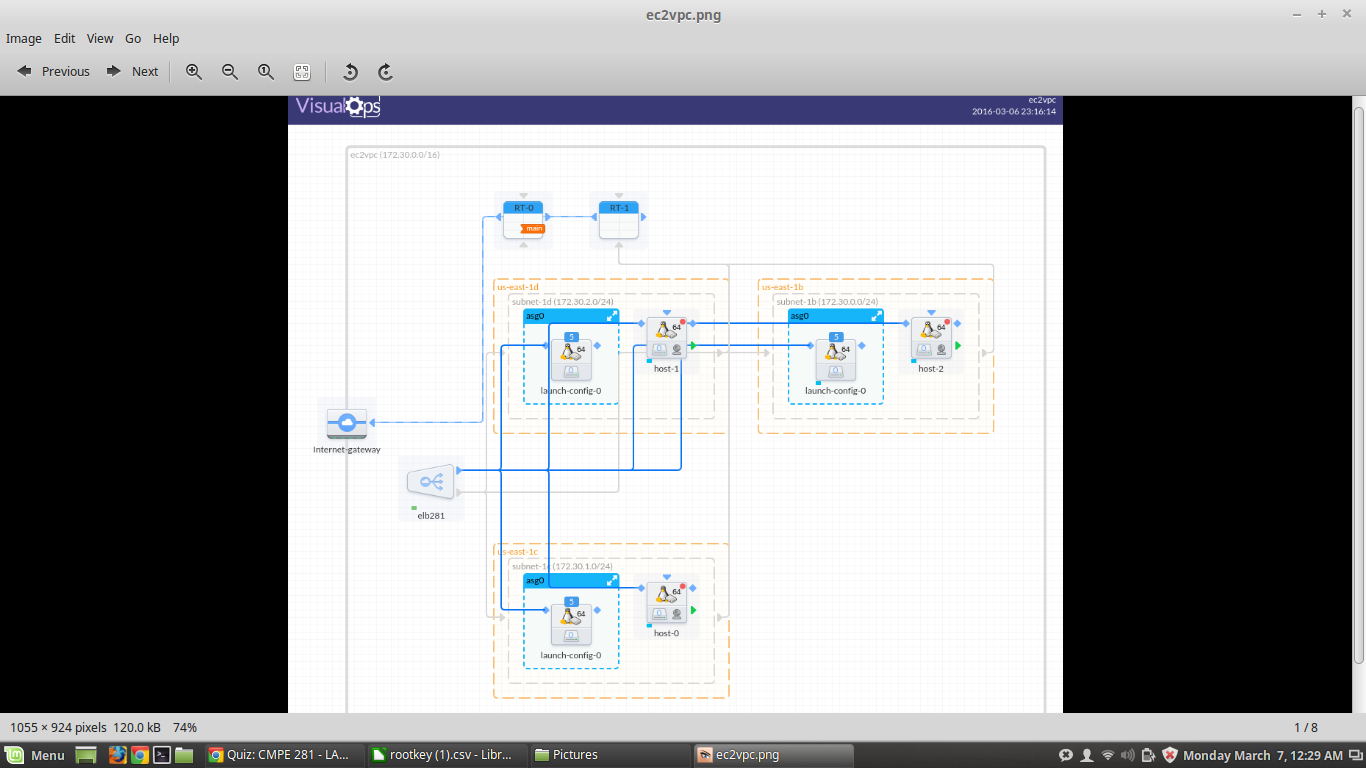 ec2vpc.png
Image Edit View Go Help
Previous Next
VisualOps
ec2vpc
2016-03-06 23:16:14
ec2vpc (172.30.0.0/16)
RT-0
main
RT-1
us-east-1d
subnet-1d (172.30.2.0/24)
asg0
5
64
launch-config-0
64
host-1
us-east-1b
subnet-1b (172.30.0.0/24)
asg0
5
64
launch-config-0
64
host-2
Internet-gateway
elb281
us-east-1c
subnet-1c (172.30.1.0/24)
asg0
5
64
launch-config-0
64
host-0
1055 × 924 pixels 120.0 kB 74%
1 / 8
Menu
Quiz: CMPE 281 - LA...
rootkey (1).csv - Libr...
Pictures
ec2vpc.png
Monday March 7, 12:29 AM